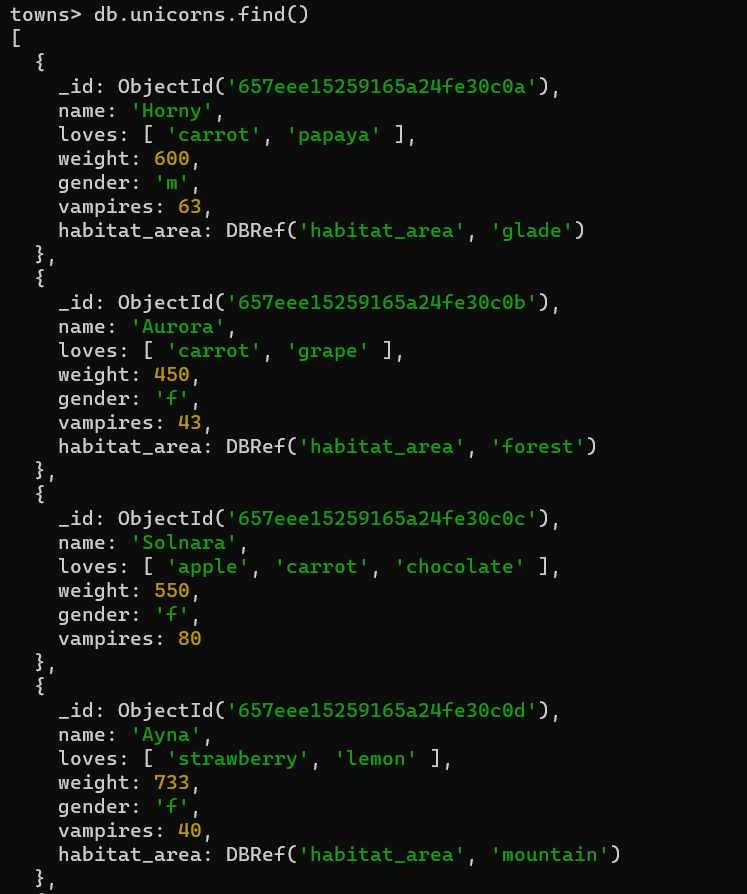 towns> db.unicorns.find()
[
  {
    _id: ObjectId('657eee15259165a24fe30c0a'),
    name: 'Horny',
    loves: [ 'carrot', 'papaya' ],
    weight: 600,
    gender: 'm',
    vampires: 63,
    habitat_area: DBRef('habitat_area', 'glade')
  },
  {
    _id: ObjectId('657eee15259165a24fe30c0b'),
    name: 'Aurora',
    loves: [ 'carrot', 'grape' ],
    weight: 450,
    gender: 'f',
    vampires: 43,
    habitat_area: DBRef('habitat_area', 'forest')
  },
  {
    _id: ObjectId('657eee15259165a24fe30c0c'),
    name: 'Solnara',
    loves: [ 'apple', 'carrot', 'chocolate' ],
    weight: 550,
    gender: 'f',
    vampires: 80
  },
  {
    _id: ObjectId('657eee15259165a24fe30c0d'),
    name: 'Ayna',
    loves: [ 'strawberry', 'lemon' ],
    weight: 733,
    gender: 'f',
    vampires: 40,
    habitat_area: DBRef('habitat_area', 'mountain')
  },